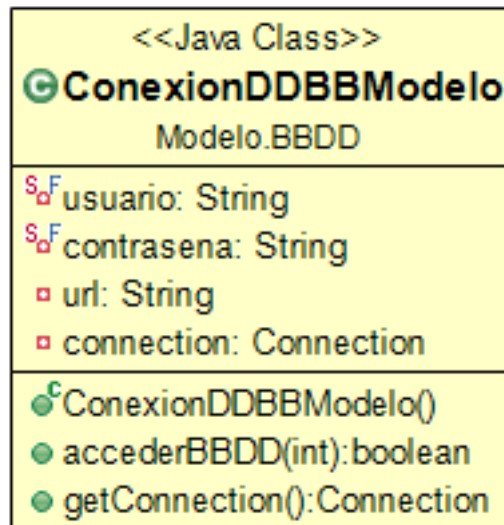 <<Java Class>>
C ConexionDDBBModelo
Modelo.BBDD
S F usuario: String
S F contrasena: String
url: String
connection: Connection
C ConexionDDBBModelo()
accederBBDD(int):boolean
getConnection():Connection